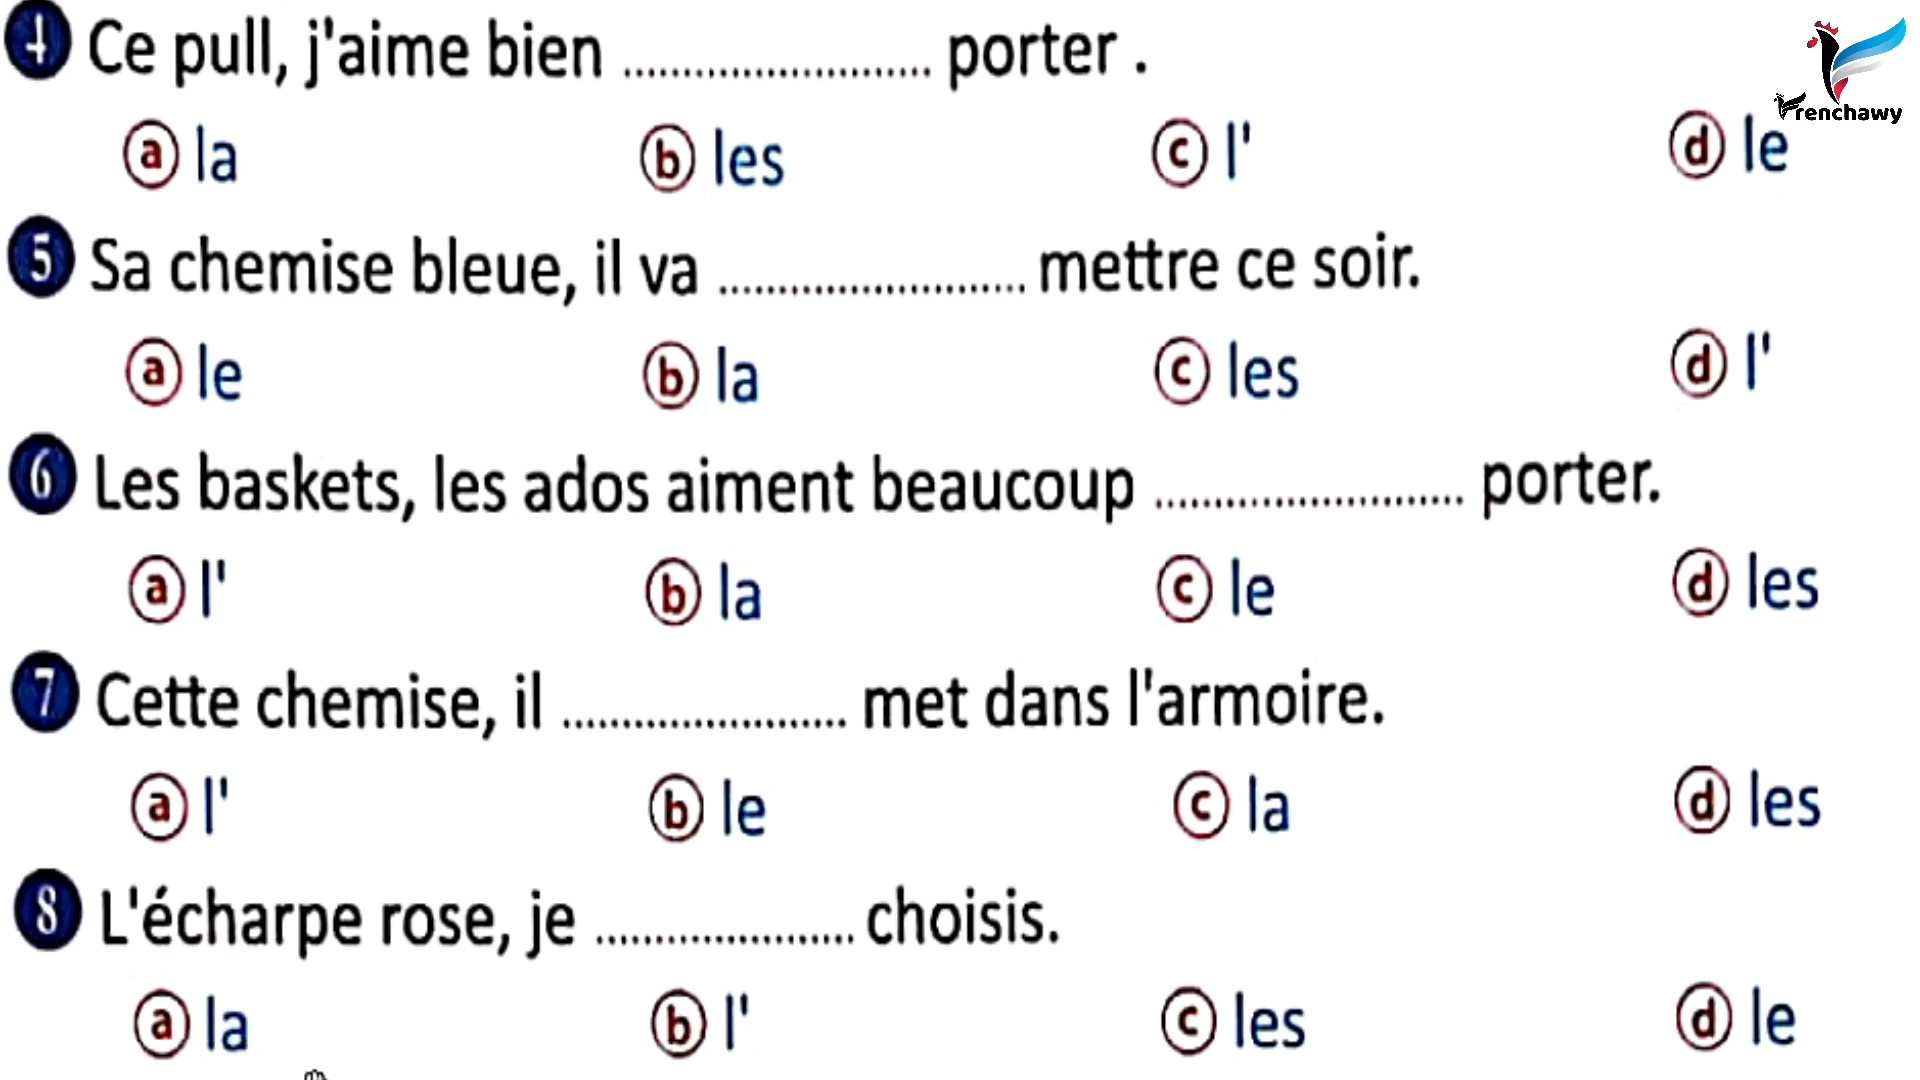 4 Ce pull, j'aime bien .......................... porter .
a la b les c l' d le
5 Sa chemise bleue, il va .......................... mettre ce soir.
a le b la c les d l'
6 Les baskets, les ados aiment beaucoup .......................... porter.
a l' b la c le d les
7 Cette chemise, il ........................ met dans l'armoire.
a l' b le c la d les
8 L'écharpe rose, je ...................... choisis.
a la b l' c les d le
Frenchawy